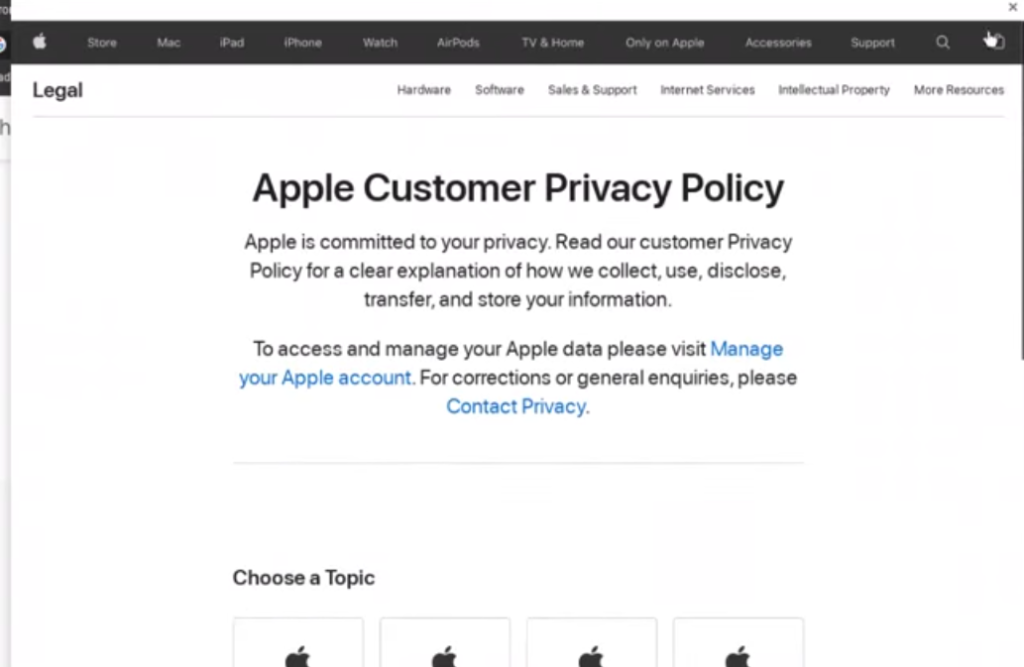 Store Mac iPad iPhone Watch AirPods TV & Home Only on Apple Accessories Support
Legal Hardware Software Sales & Support Internet Services Intellectual Property More Resources
Apple Customer Privacy Policy
Apple is committed to your privacy. Read our customer Privacy
Policy for a clear explanation of how we collect, use, disclose,
transfer, and store your information.
To access and manage your Apple data please visit Manage
your Apple account. For corrections or general enquiries, please
Contact Privacy.
Choose a Topic